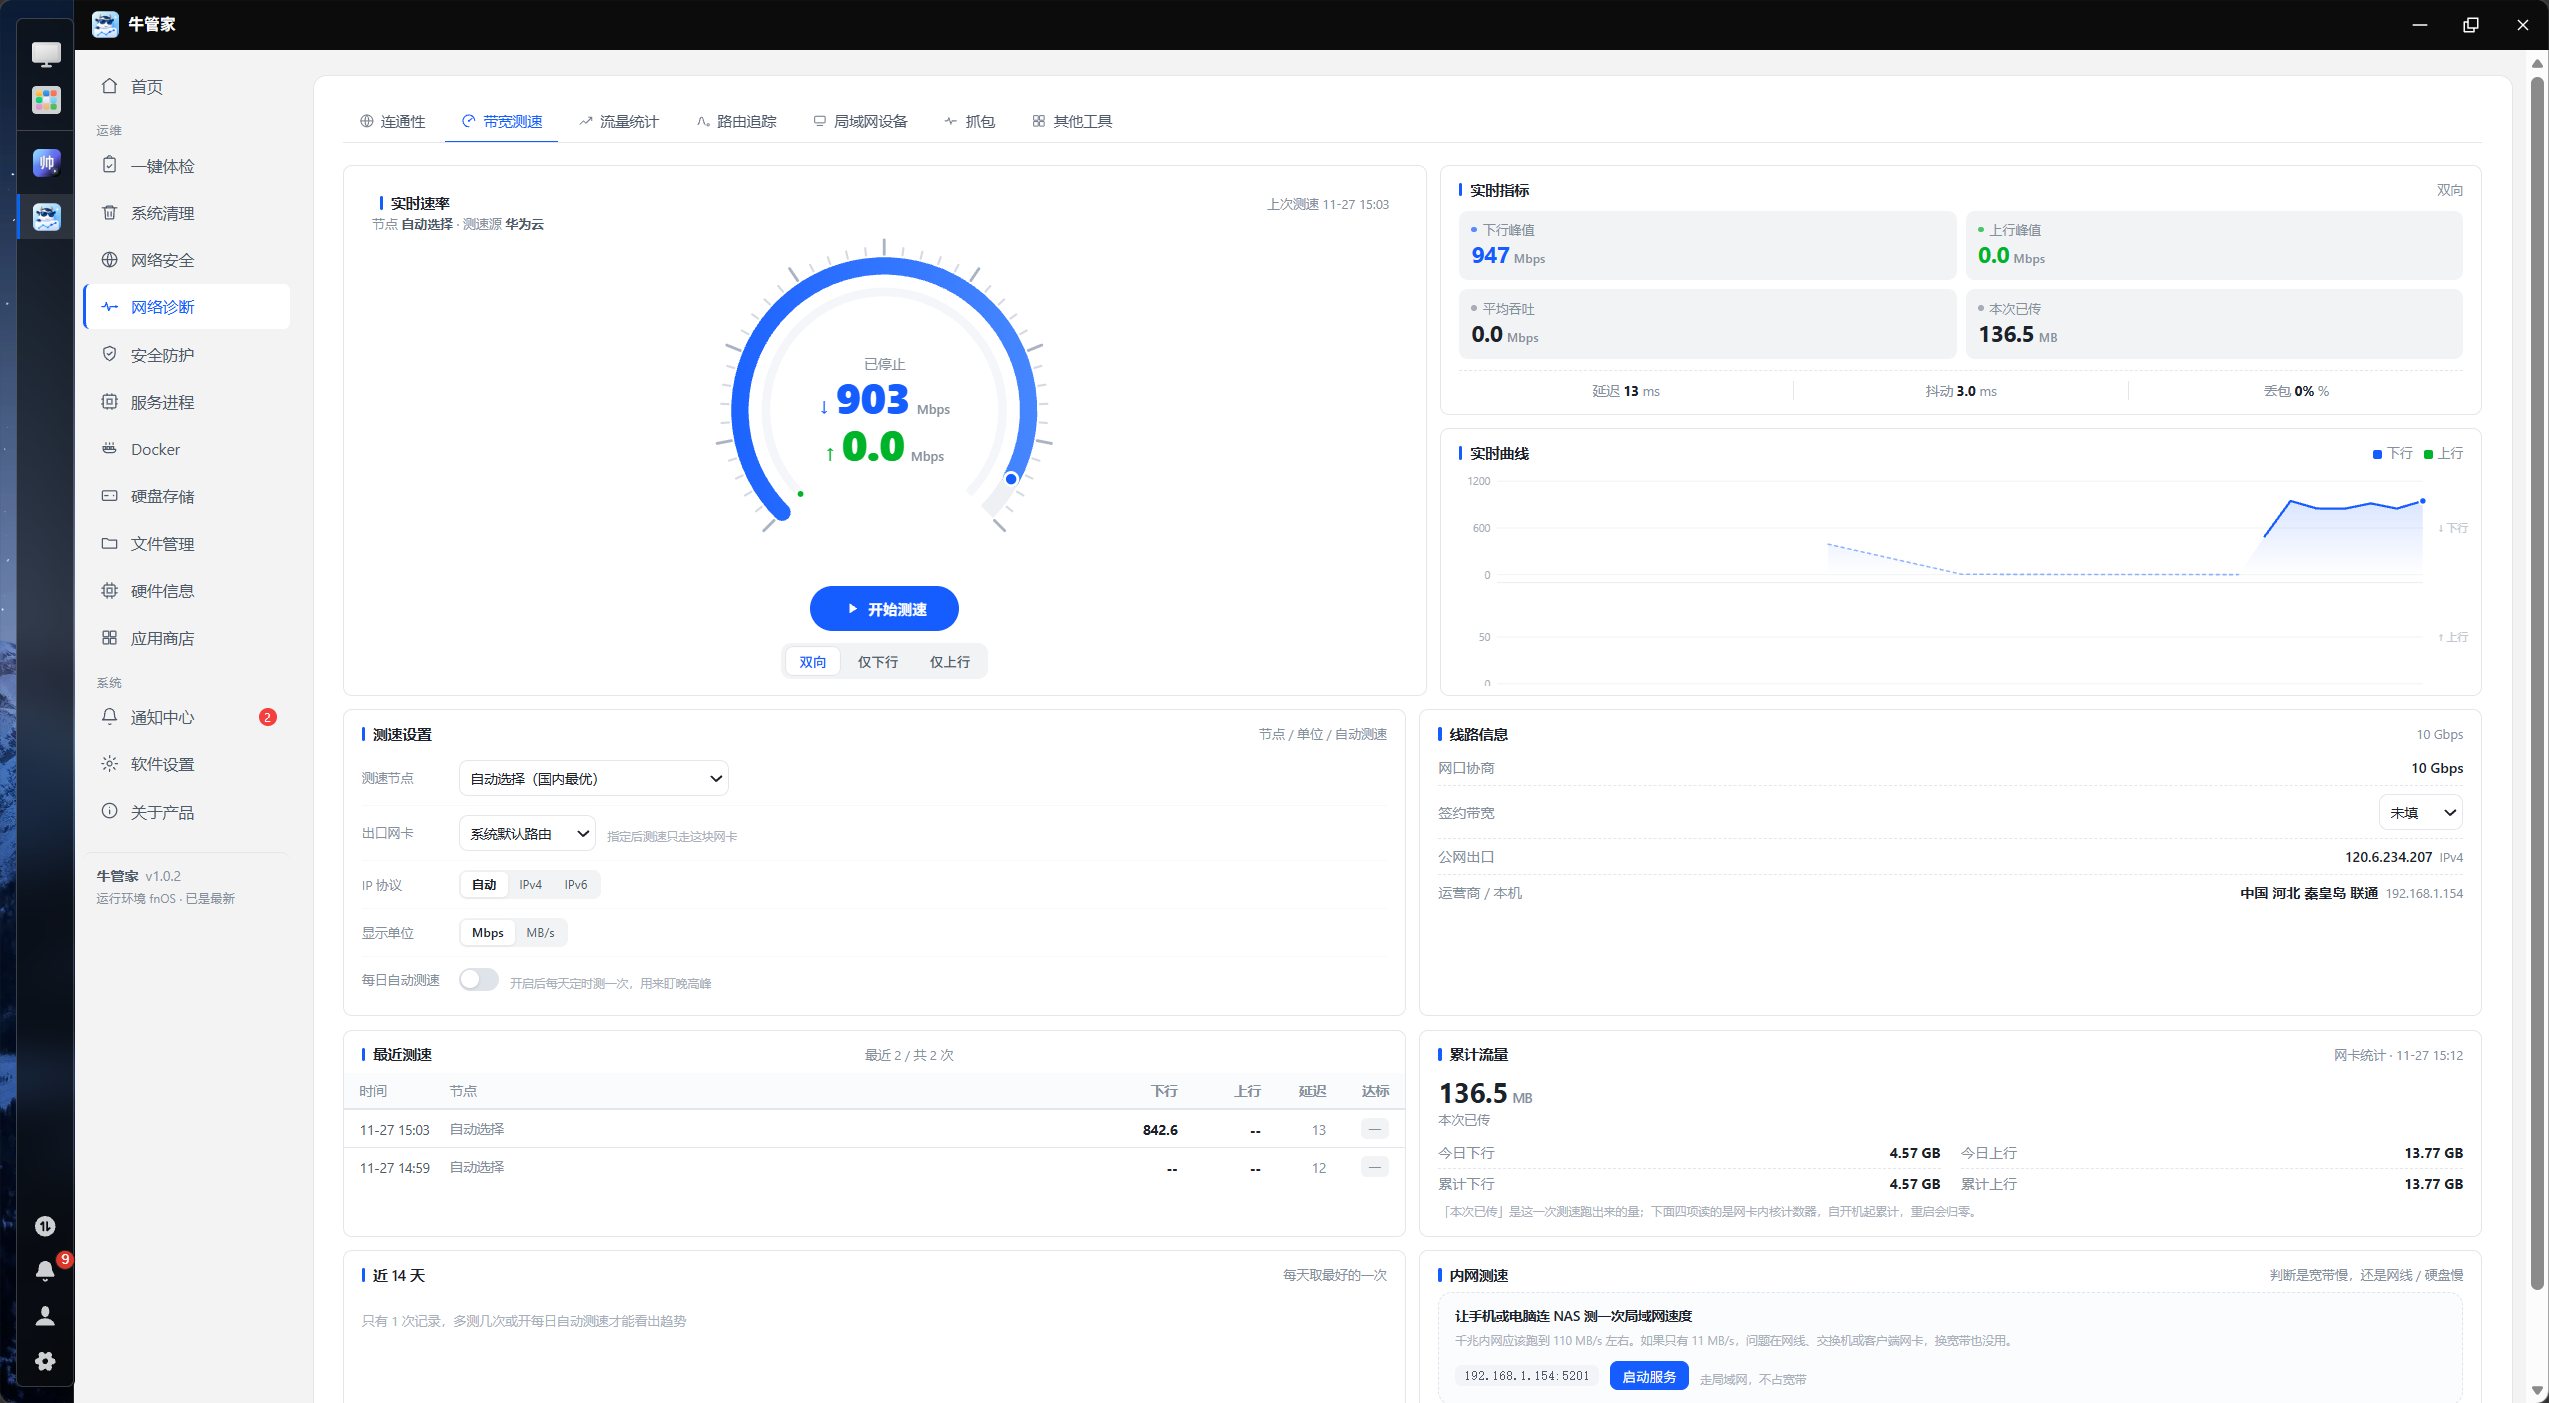 牛管家
帅
首页
运维
一键体检
系统清理
网络安全
网络诊断
安全防护
服务进程
Docker
硬盘存储
文件管理
硬件信息
应用商店
系统
通知中心 2
软件设置
关于产品
牛管家 v1.0.2
运行环境 fnOS · 已是最新
9
连通性 带宽测速 流量统计 路由追踪 局域网设备 抓包 其他工具
实时速率
上次测速 11-27 15:03
节点 自动选择 · 测速源 华为云
已停止
↓ 903 Mbps
↑ 0.0 Mbps
开始测速
双向 仅下行 仅上行
实时指标 双向
下行峰值
947 Mbps
上行峰值
0.0 Mbps
平均吞吐
0.0 Mbps
本次已传
136.5 MB
延迟 13 ms 抖动 3.0 ms 丢包 0% %
实时曲线 下行 上行
1200
600 ↓ 下行
0
50 ↑ 上行
0
测速设置 节点 / 单位 / 自动测速
测速节点 自动选择（国内最优）
出口网卡 系统默认路由 指定后测速只走这块网卡
IP 协议 自动 IPv4 IPv6
显示单位 Mbps MB/s
每日自动测速 开启后每天定时测一次，用来盯晚高峰
线路信息 10 Gbps
网口协商 10 Gbps
签约带宽 未填
公网出口 120.6.234.207 IPv4
运营商 / 本机 中国 河北 秦皇岛 联通 192.168.1.154
最近测速 最近 2 / 共 2 次
时间 节点 下行 上行 延迟 达标
11-27 15:03 自动选择 842.6 -- 13 —
11-27 14:59 自动选择 -- -- 12 —
累计流量 网卡统计 · 11-27 15:12
136.5 MB
本次已传
今日下行 4.57 GB 今日上行 13.77 GB
累计下行 4.57 GB 累计上行 13.77 GB
「本次已传」是这一次测速跑出来的量；下面四项读的是网卡内核计数器，自开机起累计，重启会归零。
近 14 天 每天取最好的一次
只有 1 次记录，多测几次或开每日自动测速才能看出趋势
内网测速 判断是宽带慢，还是网线 / 硬盘慢
让手机或电脑连 NAS 测一次局域网速度
千兆内网应该跑到 110 MB/s 左右。如果只有 11 MB/s，问题在网线、交换机或客户端网卡，换宽带也没用。
192.168.1.154:5201 启动服务 走局域网，不占宽带